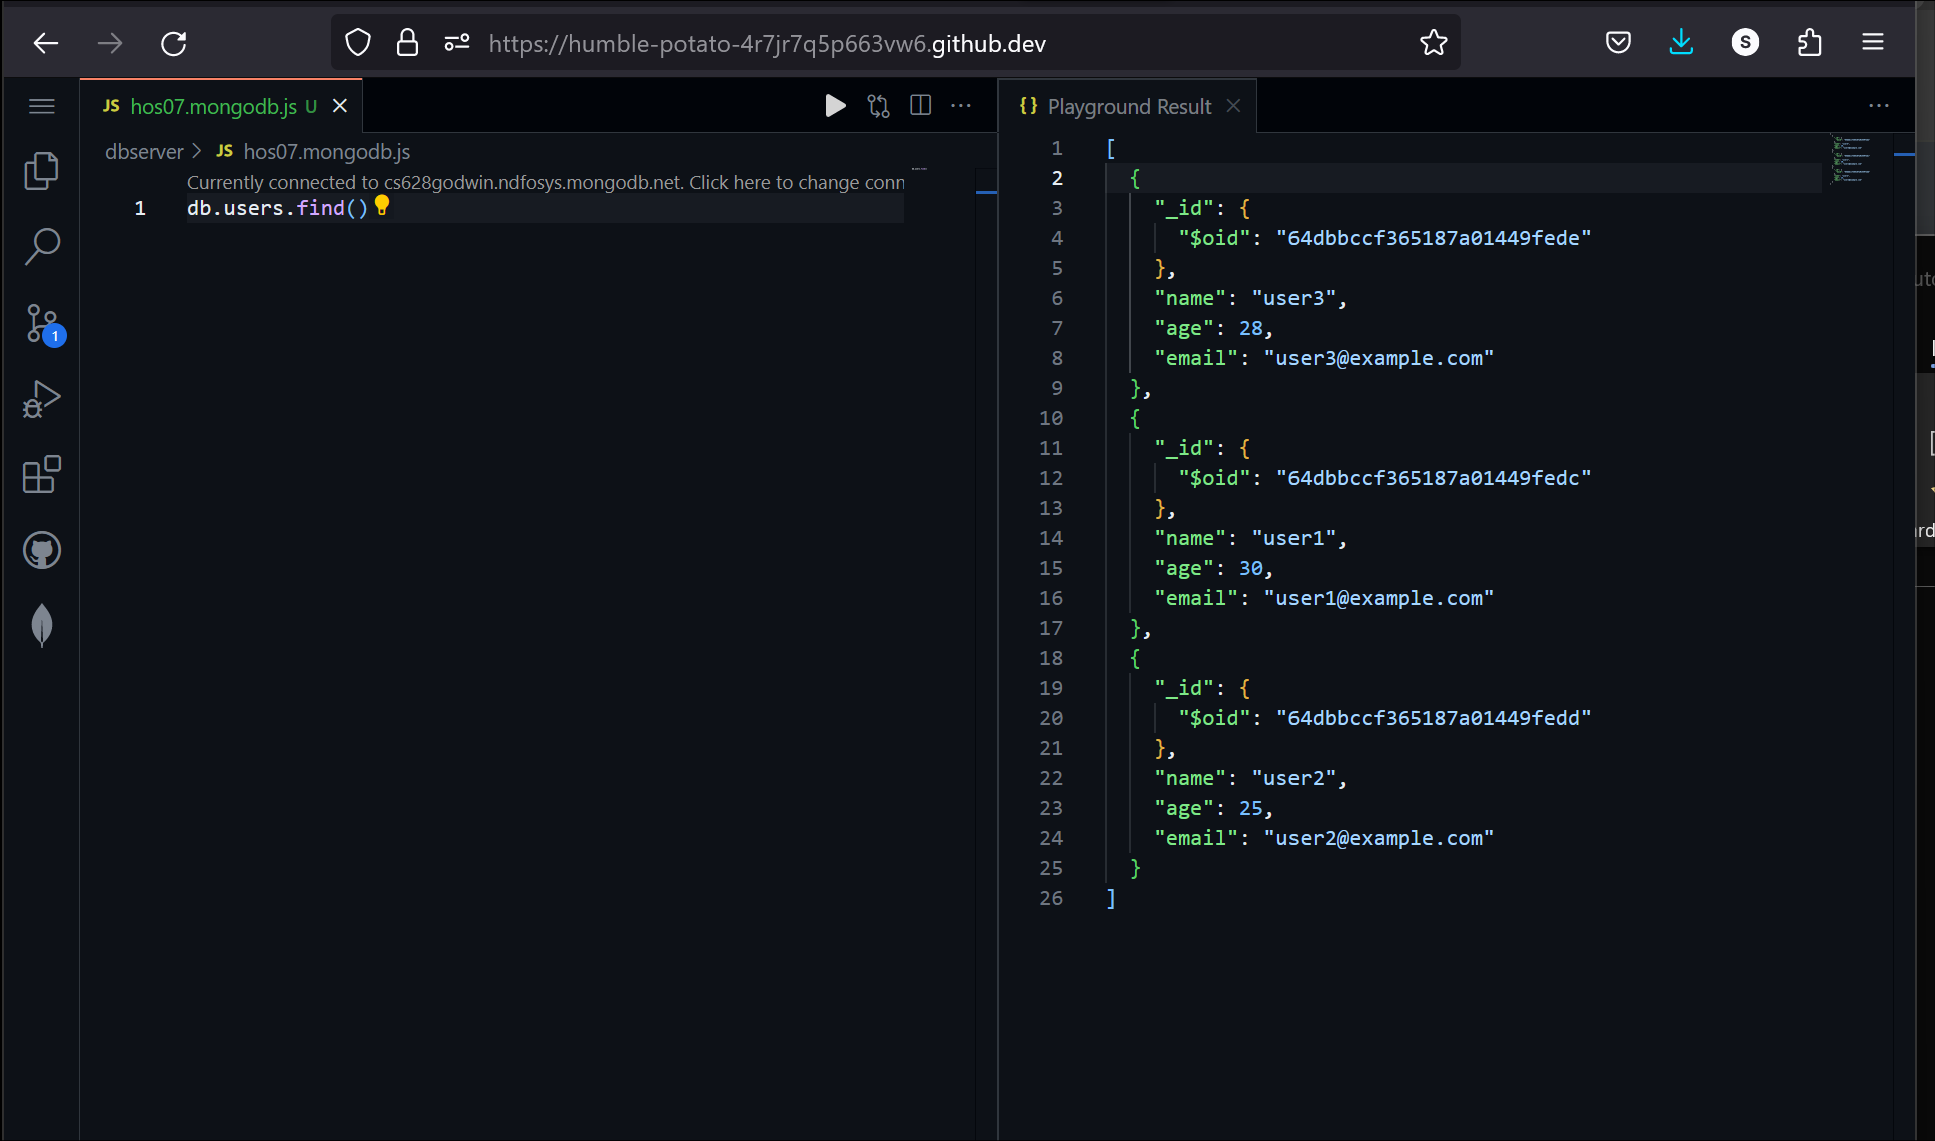 https://humble-potato-4r7jr7q5p663vw6.github.dev
S
JS hos07.mongodb.js U
{} Playground Result
dbserver > JS hos07.mongodb.js
Currently connected to cs628godwin.ndfosys.mongodb.net. Click here to change conn
1 db.users.find()
1
1 [
2 {
3 "_id": {
4 "$oid": "64dbbccf365187a01449fede"
5 },
6 "name": "user3",
7 "age": 28,
8 "email": "user3@example.com"
9 },
10 {
11 "_id": {
12 "$oid": "64dbbccf365187a01449fedc"
13 },
14 "name": "user1",
15 "age": 30,
16 "email": "user1@example.com"
17 },
18 {
19 "_id": {
20 "$oid": "64dbbccf365187a01449fedd"
21 },
22 "name": "user2",
23 "age": 25,
24 "email": "user2@example.com"
25 }
26 ]